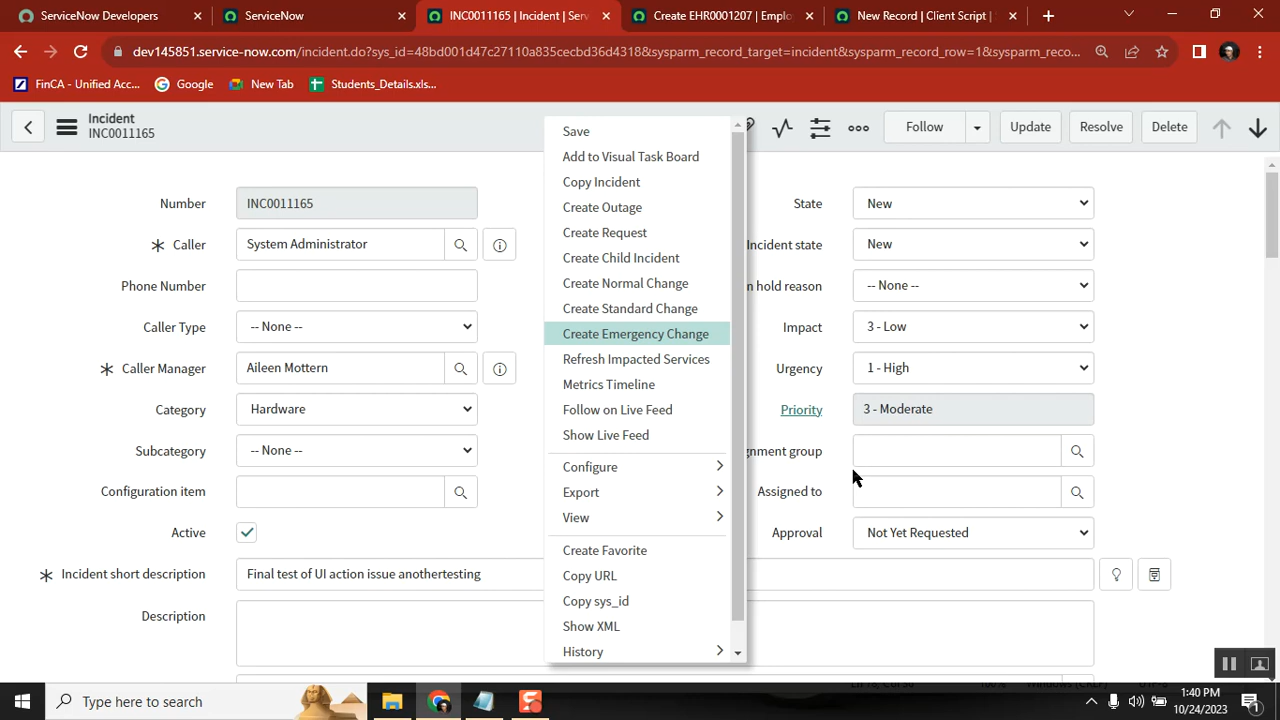 ServiceNow Developers
ServiceNow
INC0011165 | Incident | Serv
Create EHR0001207 | Emplo
New Record | Client Script |
dev145851.service-now.com/incident.do?sys_id=48bd001d47c27110a835cecbd36d4318&sysparm_record_target=incident&sysparm_record_row=1&sysparm_reco...
FinCA - Unified Acc...
Google
New Tab
Students_Details.xls...
Incident
INC0011165
Follow
Update
Resolve
Delete
Number
INC0011165
Caller
System Administrator
Phone Number
Caller Type
-- None --
Caller Manager
Aileen Mottern
Category
Hardware
Subcategory
-- None --
Configuration item
Active
Incident short description
Final test of UI action issue anothertesting
Description
Save
Add to Visual Task Board
Copy Incident
Create Outage
Create Request
Create Child Incident
Create Normal Change
Create Standard Change
Create Emergency Change
Refresh Impacted Services
Metrics Timeline
Follow on Live Feed
Show Live Feed
Configure
Export
View
Create Favorite
Copy URL
Copy sys_id
Show XML
History
State
New
Incident state
New
n hold reason
-- None --
Impact
3 - Low
Urgency
1 - High
Priority
3 - Moderate
gnment group
Assigned to
Approval
Not Yet Requested
Type here to search
1:40 PM
10/24/2023
1